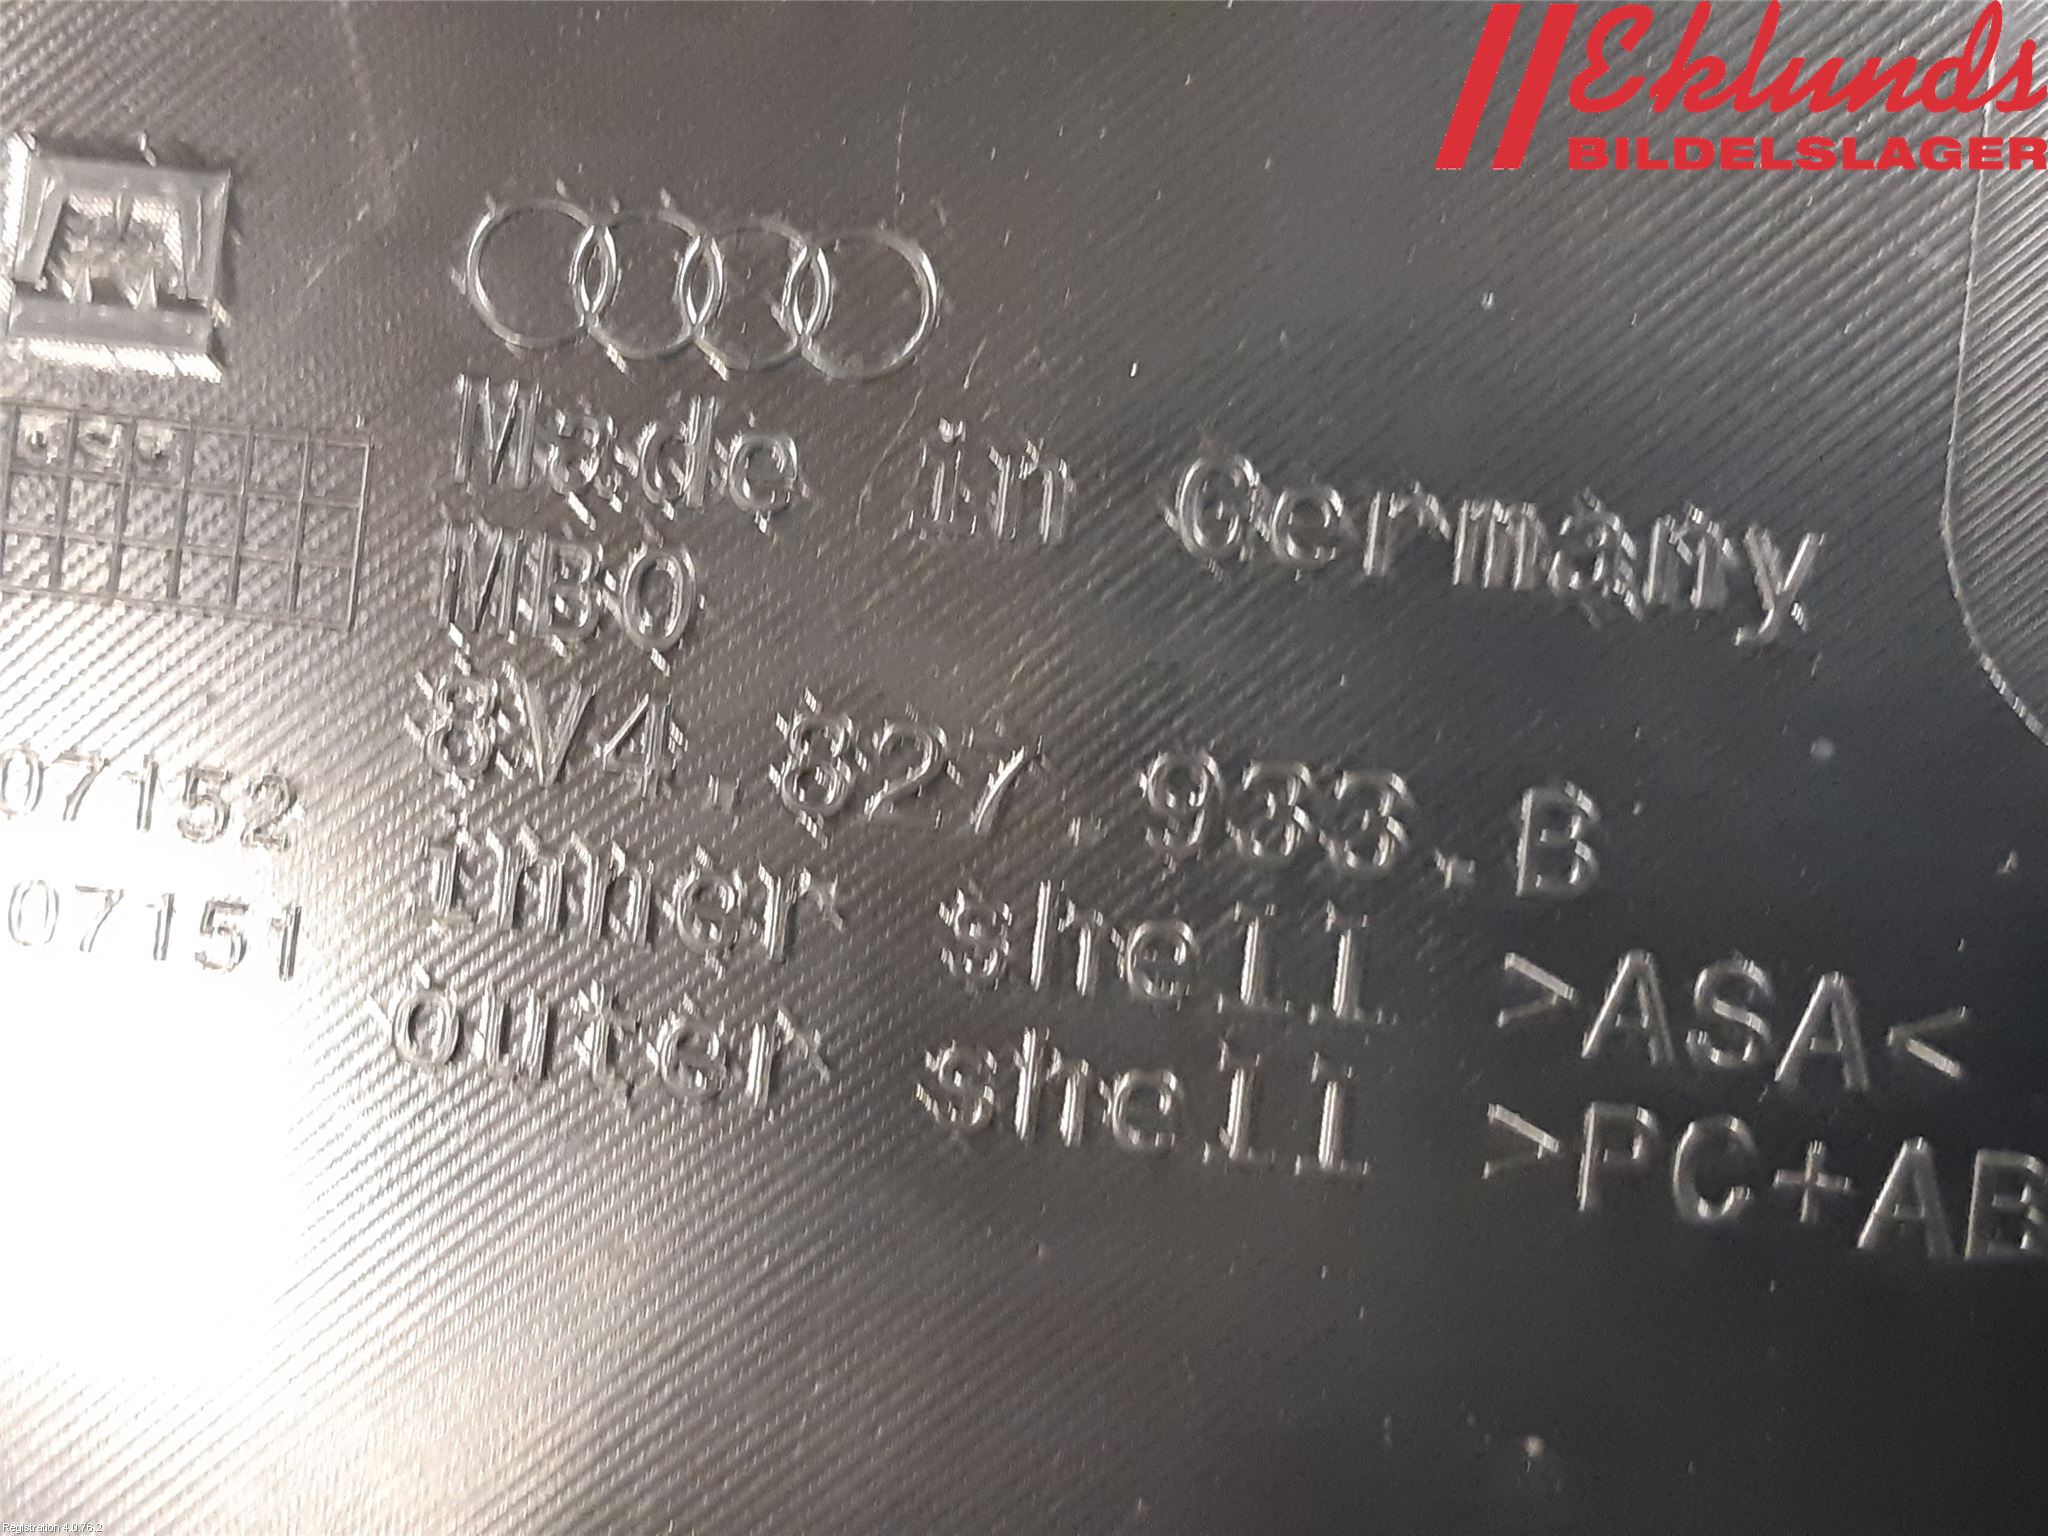 Eklunds
BILDELSLAGER
Made in Germany
MBO
8V4.827.933.B
inner shell >ASA<
outer shell >PC+AB
07152
07151
Registration 4.0.76.2